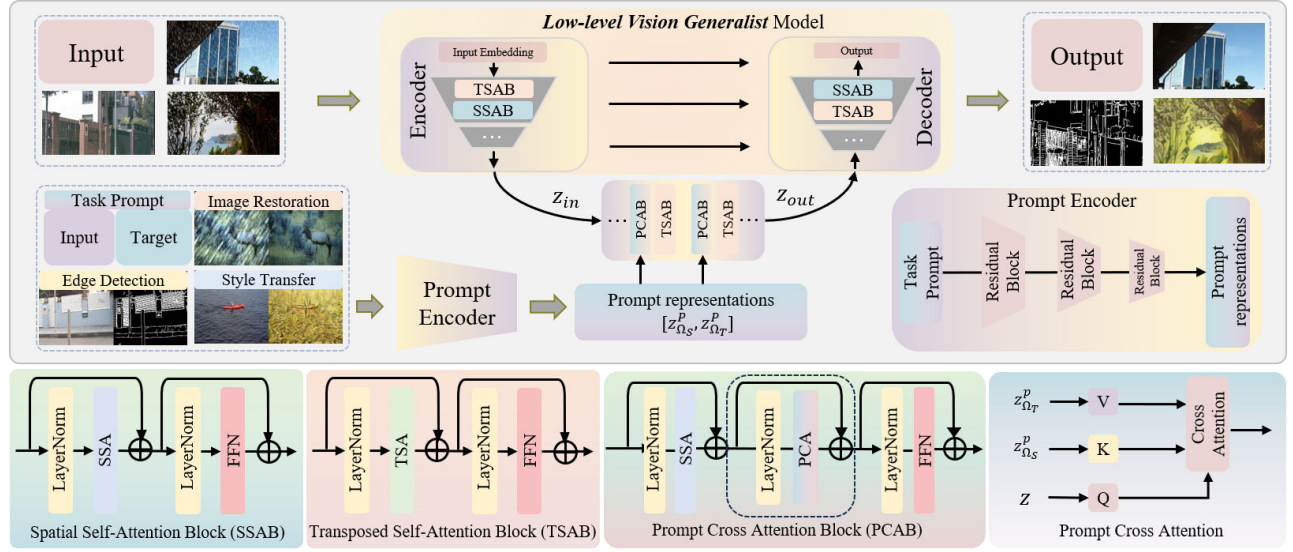 Low-level Vision Generalist Model
Input
Encoder
Input Embedding
TSAB
SSAB
...
Output
SSAB
TSAB
...
Decoder
Output
Z_in
...
PCAB
TSAB
PCAB
TSAB
...
Z_out
Task Prompt
Input
Target
Image Restoration
Edge Detection
Style Transfer
Prompt
Encoder
Prompt representations
[z^P_{Ω_S}, z^P_{Ω_T}]
Prompt Encoder
Task
Prompt
Residual
Block
Residual
Block
Residual
Block
Prompt
representations
LayerNorm
SSA
LayerNorm
FFN
Spatial Self-Attention Block (SSAB)
LayerNorm
TSA
LayerNorm
FFN
Transposed Self-Attention Block (TSAB)
LayerNorm
SSA
LayerNorm
PCA
LayerNorm
FFN
Prompt Cross Attention Block (PCAB)
z^p_{Ω_T}
V
z^p_{Ω_S}
K
Z
Q
Cross
Attention
Prompt Cross Attention